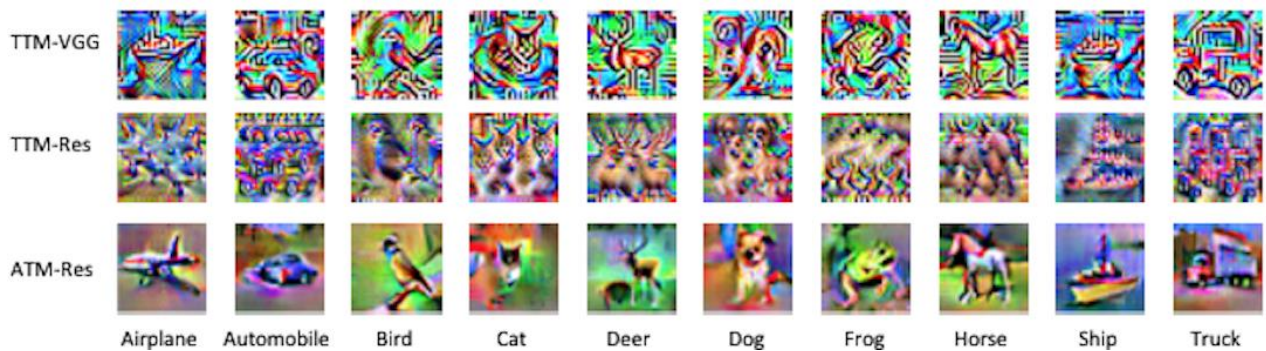 TTM-VGG
TTM-Res
ATM-Res
Airplane Automobile Bird Cat Deer Dog Frog Horse Ship Truck